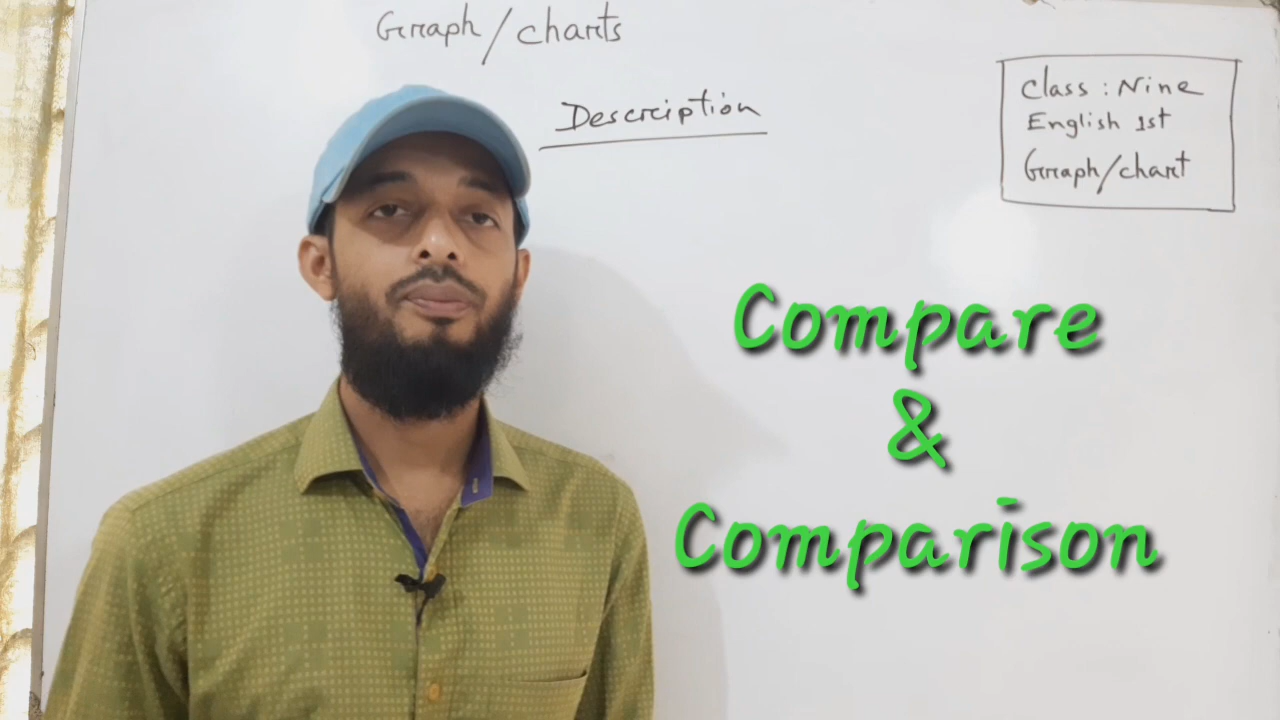 Graph/charts
Description
Class : Nine
English 1st
Graph/chart
Compare
&
Comparison